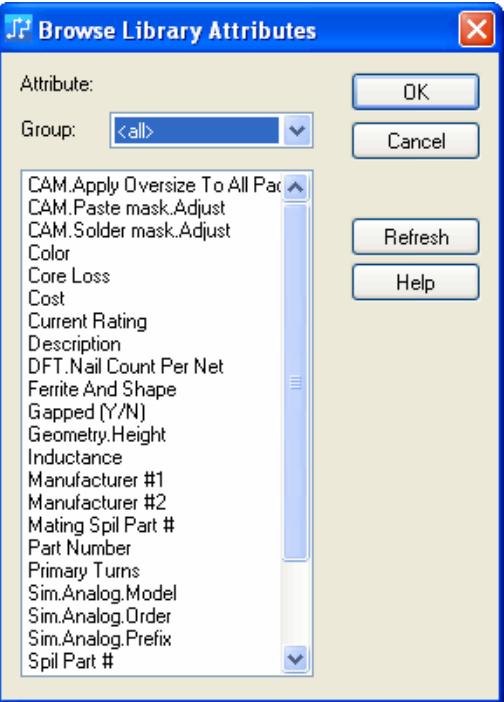 Browse Library Attributes
Attribute:
Group:
<all>
OK
Cancel
Refresh
Help
CAM.Apply Oversize To All Pac
CAM.Paste mask.Adjust
CAM.Solder mask.Adjust
Color
Core Loss
Cost
Current Rating
Description
DFT.Nail Count Per Net
Ferrite And Shape
Gapped (Y/N)
Geometry.Height
Inductance
Manufacturer #1
Manufacturer #2
Mating Spil Part #
Part Number
Primary Turns
Sim.Analog.Model
Sim.Analog.Order
Sim.Analog.Prefix
Spil Part #